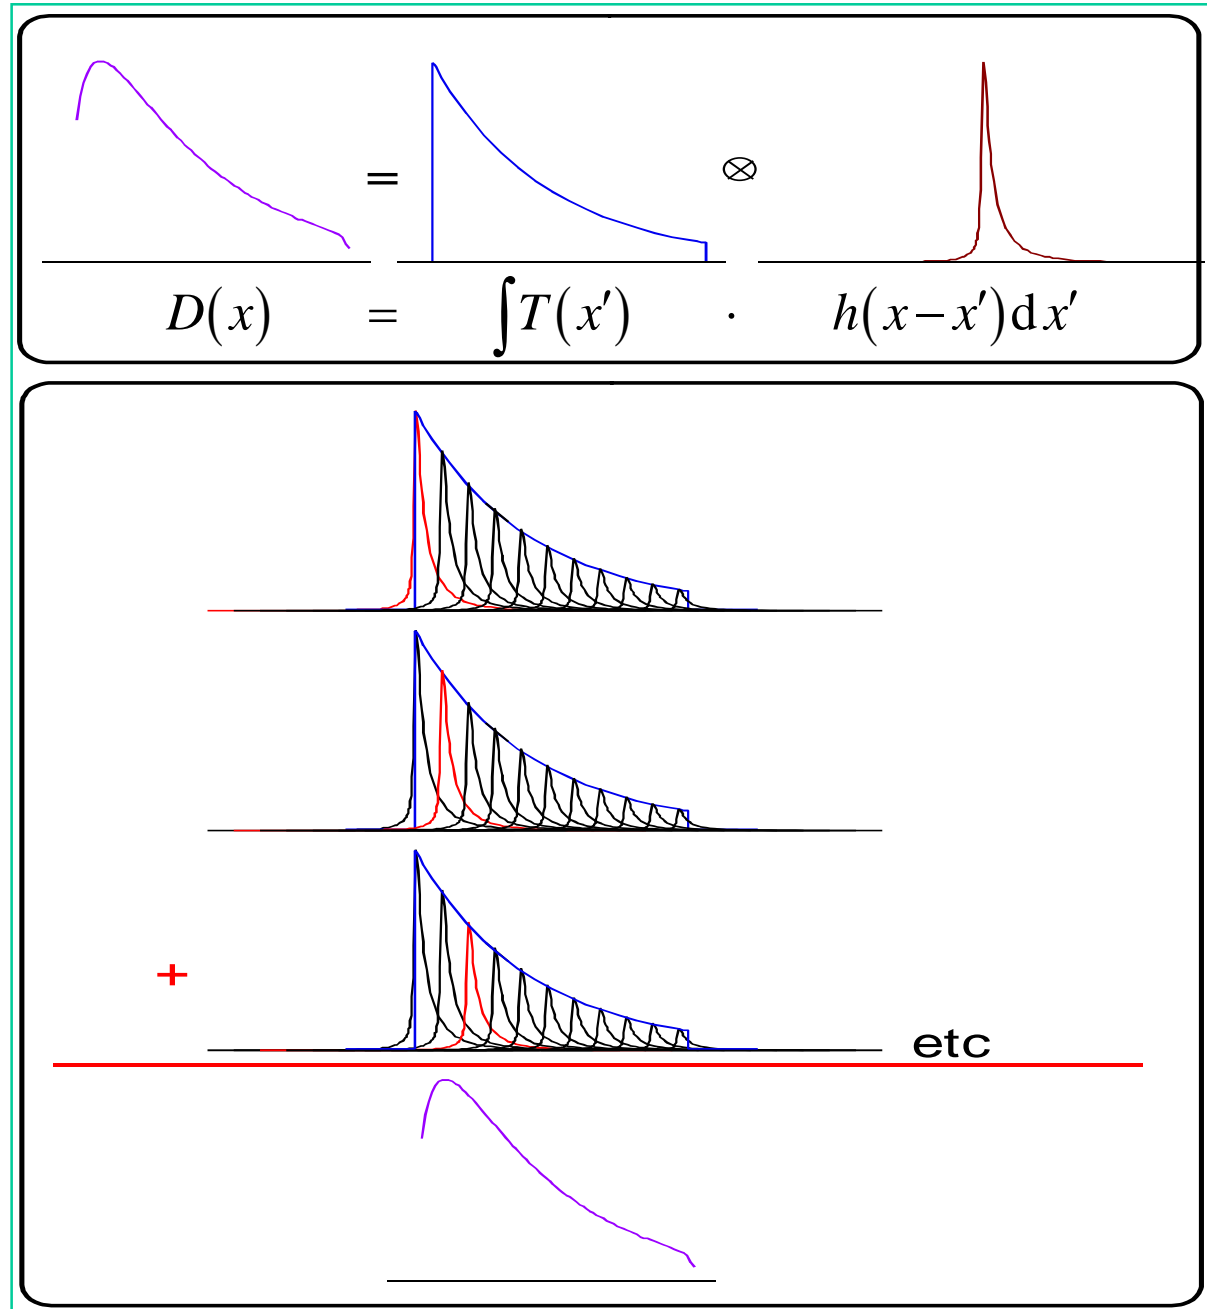 = ⊗
D(x) = ∫T(x′) · h(x−x′)dx′
+
etc